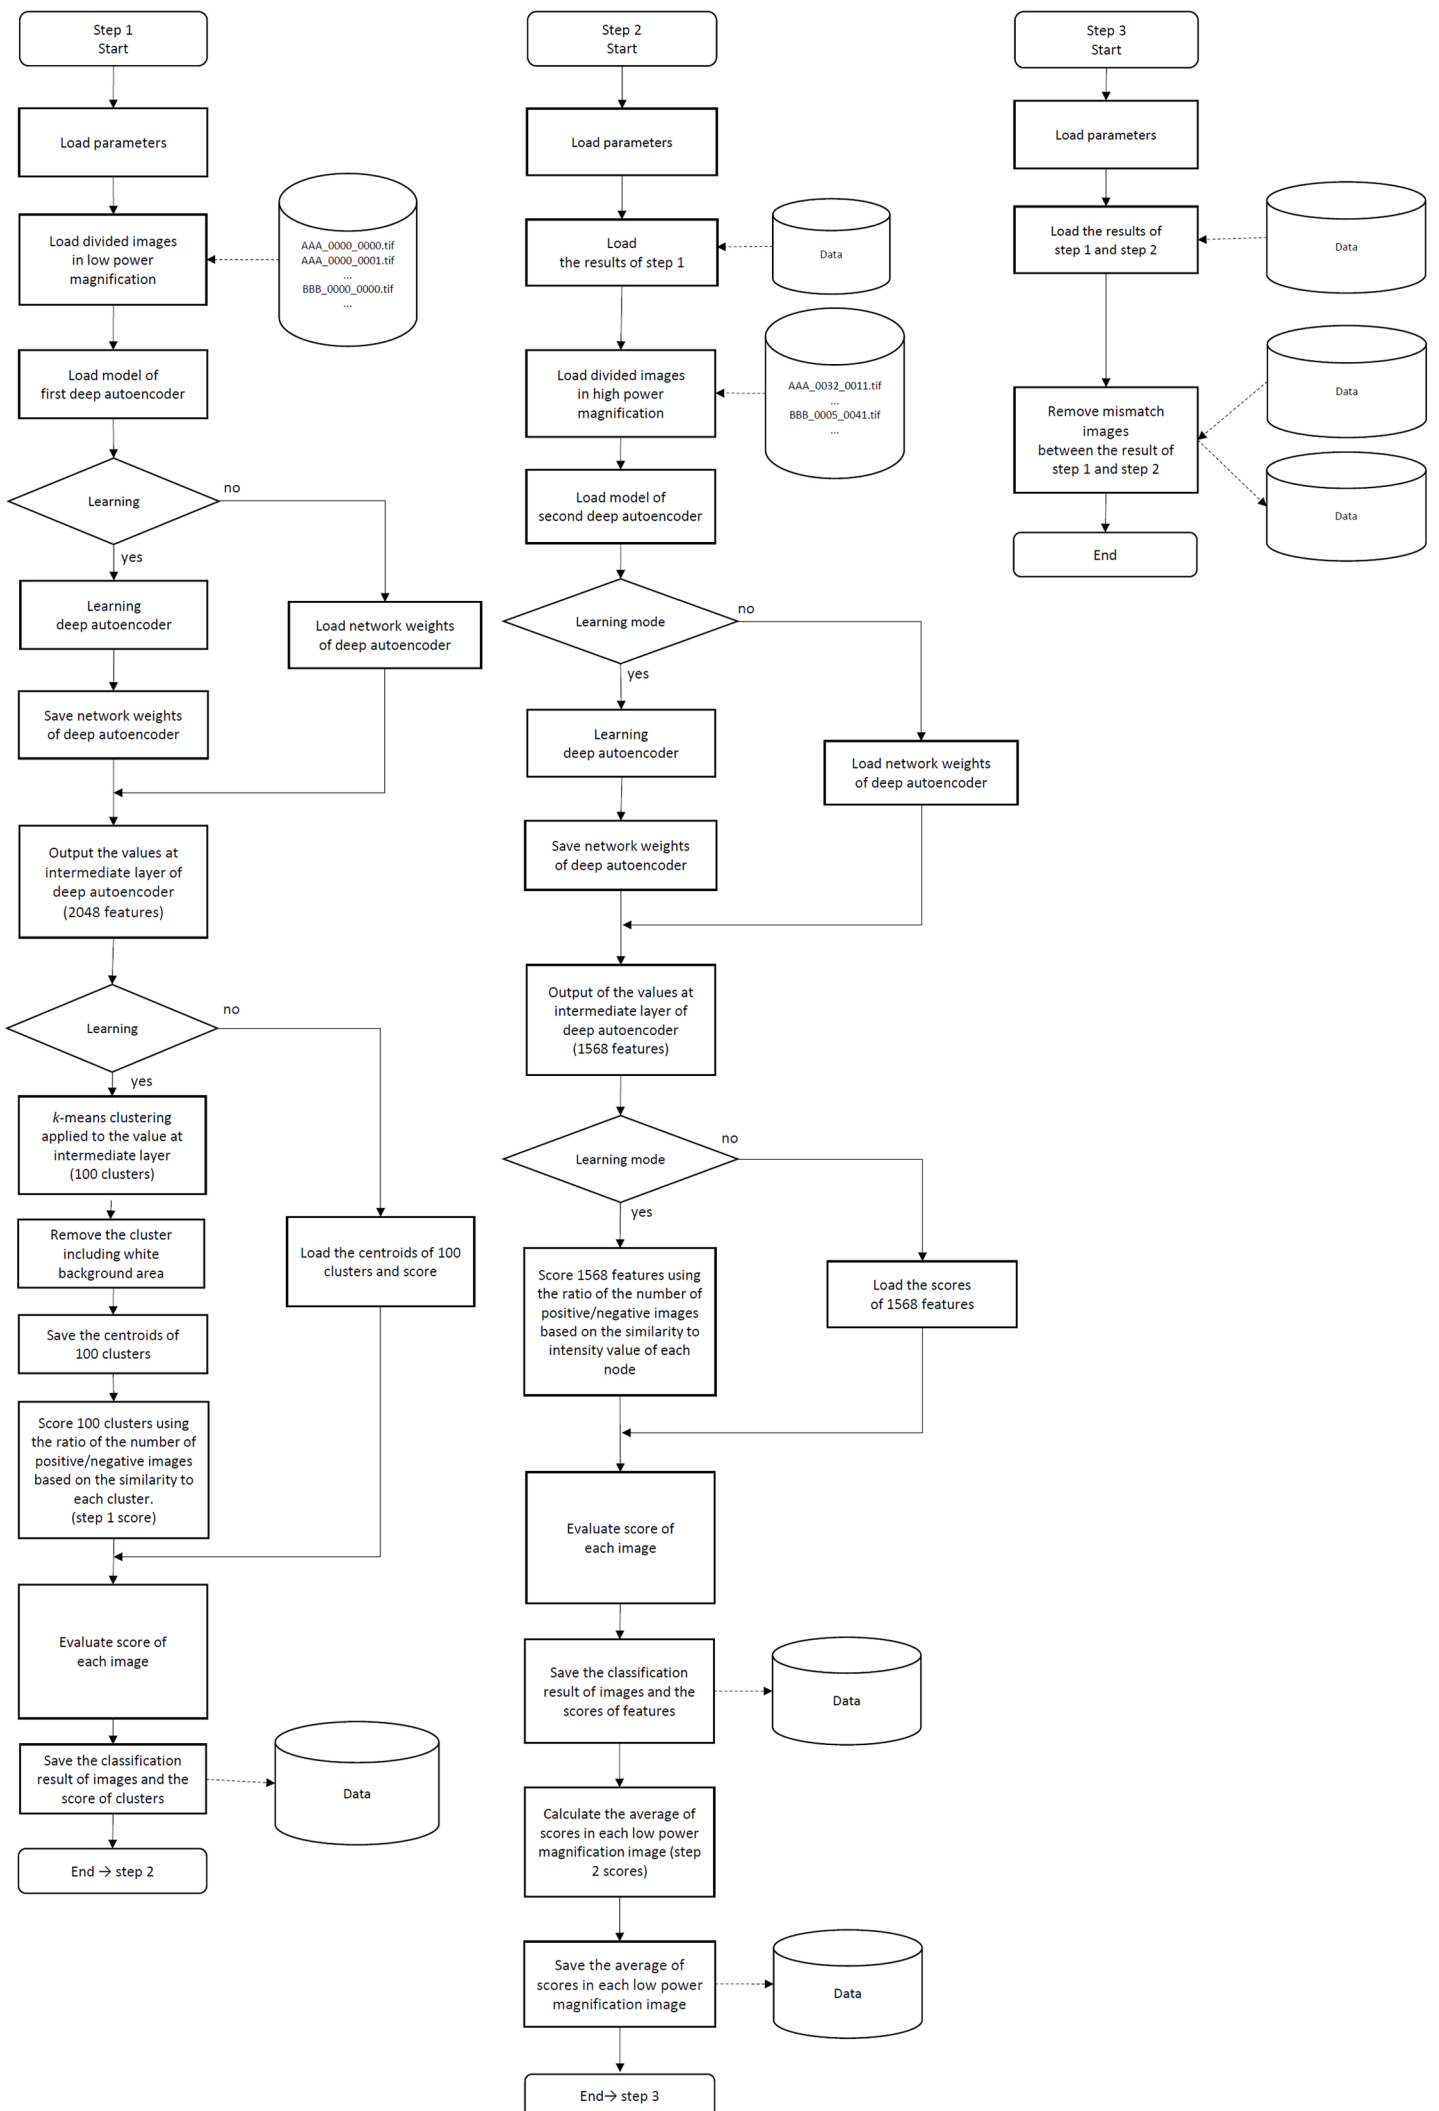 Step 1
Start
Load parameters
Load divided images
in low power
magnification
AAA_0000_0000.tif
AAA_0000_0001.tif
...
BBB_0000_0000.tif
...
Load model of
first deep autoencoder
Learning
no
yes
Learning
deep autoencoder
Load network weights
of deep autoencoder
Save network weights
of deep autoencoder
Output the values at
intermediate layer of
deep autoencoder
(2048 features)
Learning
no
yes
k-means clustering
applied to the value at
intermediate layer
(100 clusters)
Remove the cluster
including white
background area
Load the centroids of 100
clusters and score
Save the centroids of
100 clusters
Score 100 clusters using
the ratio of the number of
positive/negative images
based on the similarity to
each cluster.
(step 1 score)
Evaluate score of
each image
Save the classification
result of images and the
score of clusters
Data
End → step 2
Step 2
Start
Load parameters
Load
the results of step 1
Data
Load divided images
in high power
magnification
AAA_0032_0011.tif
...
BBB_0005_0041.tif
...
Load model of
second deep autoencoder
Learning mode
no
yes
Learning
deep autoencoder
Load network weights
of deep autoencoder
Save network weights
of deep autoencoder
Output of the values at
intermediate layer of
deep autoencoder
(1568 features)
Learning mode
no
yes
Score 1568 features using
the ratio of the number of
positive/negative images
based on the similarity to
intensity value of each
node
Load the scores
of 1568 features
Evaluate score of
each image
Save the classification
result of images and the
scores of features
Data
Calculate the average of
scores in each low power
magnification image (step
2 scores)
Save the average of
scores in each low power
magnification image
Data
End→ step 3
Step 3
Start
Load parameters
Load the results of
step 1 and step 2
Data
Remove mismatch
images
between the result of
step 1 and step 2
Data
Data
End